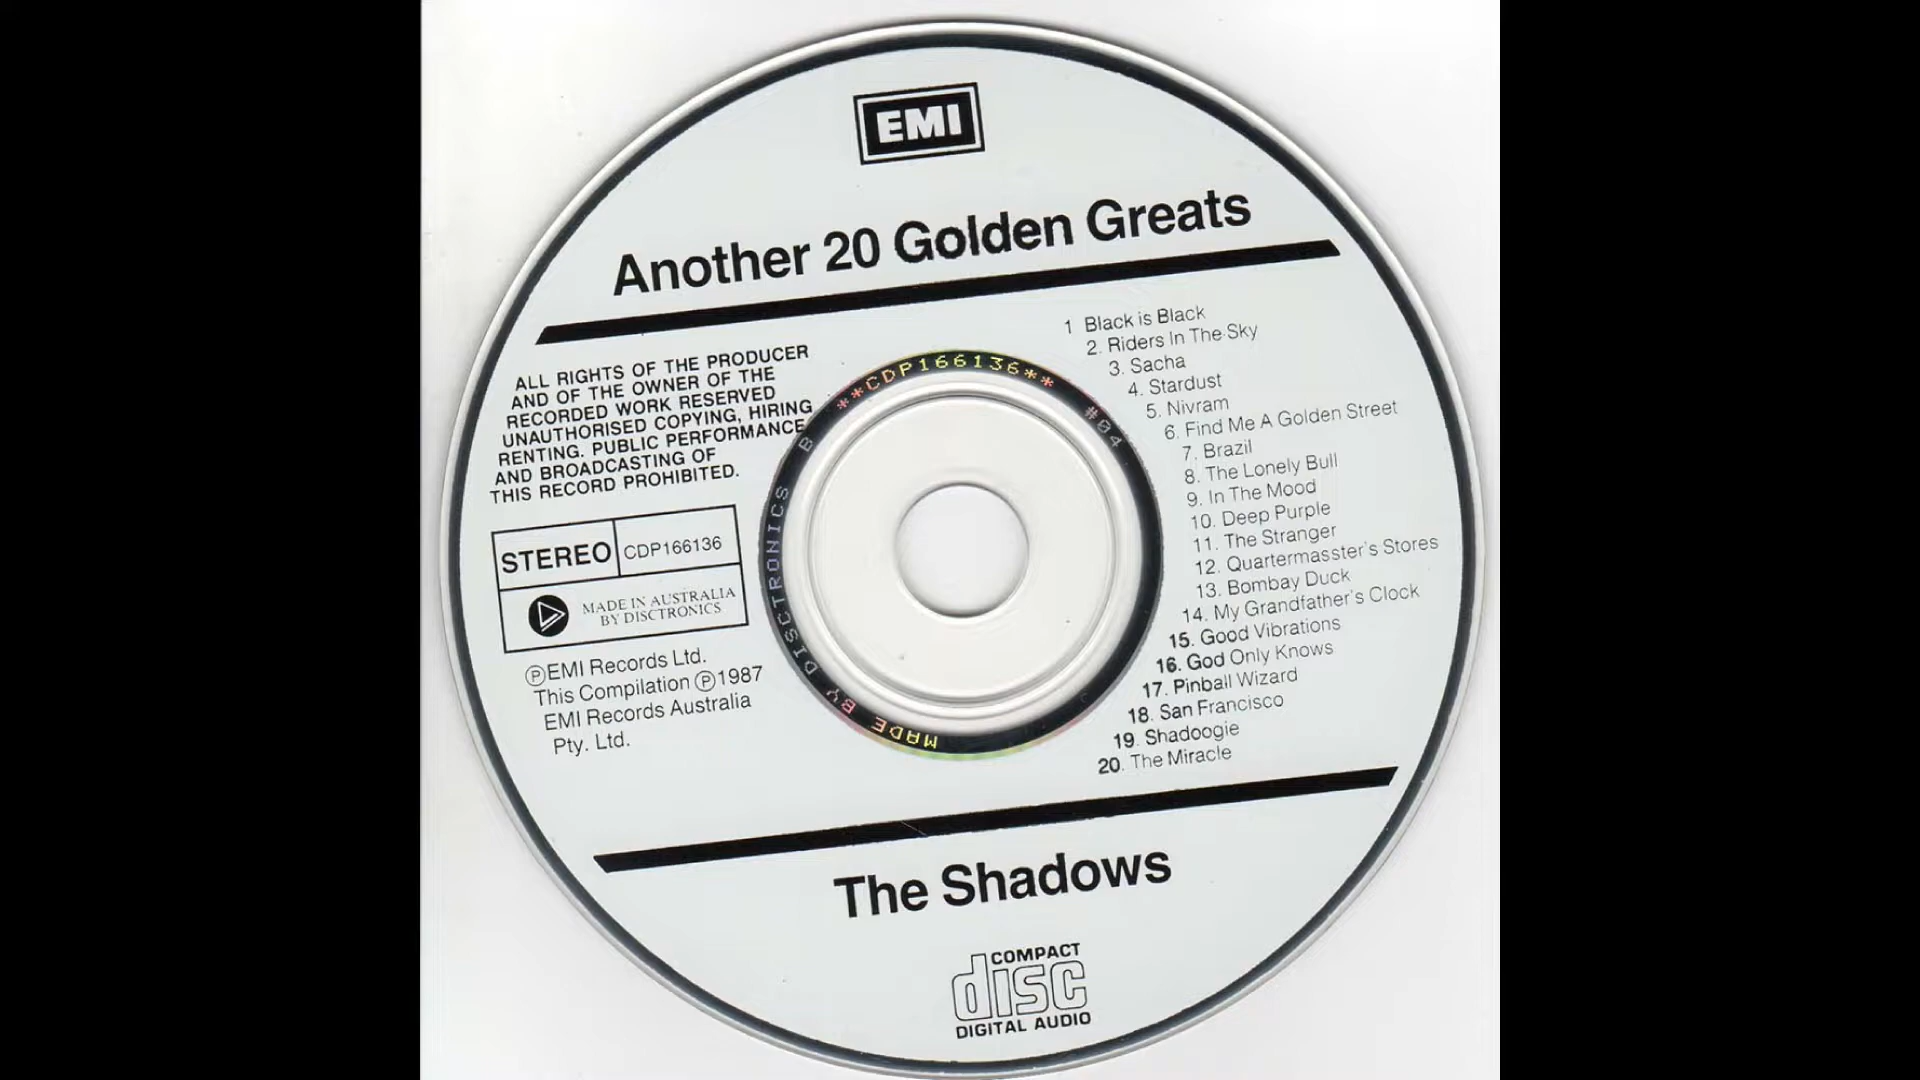 EMI
Another 20 Golden Greats
ALL RIGHTS OF THE PRODUCER
AND OF THE OWNER OF THE
RECORDED WORK RESERVED
UNAUTHORISED COPYING, HIRING
RENTING. PUBLIC PERFORMANCE
AND BROADCASTING OF
THIS RECORD PROHIBITED.
STEREO
CDP166136
MADE IN AUSTRALIA
BY DISCTRONICS
ⓅEMI Records Ltd.
This Compilation Ⓟ1987
EMI Records Australia
Pty. Ltd.
**CDP166136**
#04
MADE BY DISCTRONICS B
1 Black is Black
2. Riders In The Sky
3. Sacha
4. Stardust
5. Nivram
6. Find Me A Golden Street
7. Brazil
8. The Lonely Bull
9. In The Mood
10. Deep Purple
11. The Stranger
12. Quartermasster's Stores
13. Bombay Duck
14. My Grandfather's Clock
15. Good Vibrations
16. God Only Knows
17. Pinball Wizard
18. San Francisco
19. Shadoogie
20. The Miracle
The Shadows
COMPACT
disc
DIGITAL AUDIO